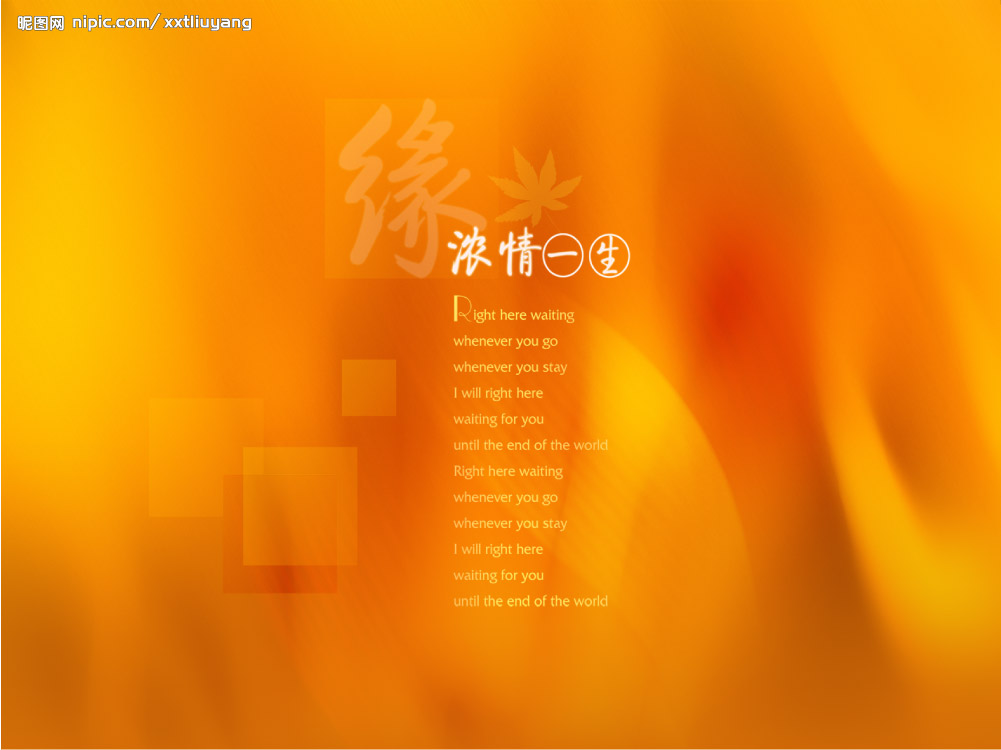 昵图网 nipic.com/ xxtliuyang
缘
浓情一生
Right here waiting
whenever you go
whenever you stay
I will right here
waiting for you
until the end of the world
Right here waiting
whenever you go
whenever you stay
I will right here
waiting for you
until the end of the world